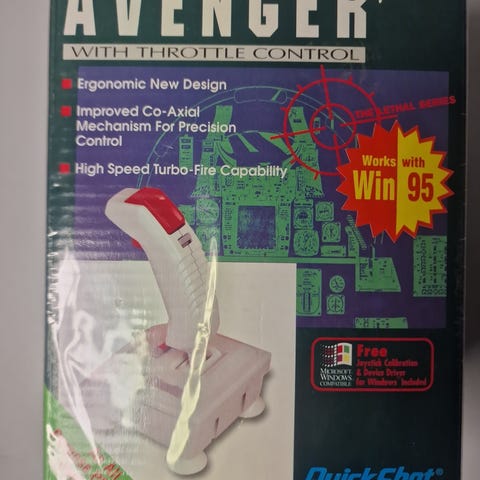 AVENGER
WITH THROTTLE CONTROL
Ergonomic New Design
Improved Co-Axial
Mechanism For Precision
Control
High Speed Turbo-Fire Capability
THE LETHAL SERIES
Works with
Win 95
MICROSOFT
WINDOWS
COMPATIBLE
Free
Joystick Calibration
& Device Driver
for Windows Included
QuickShot®